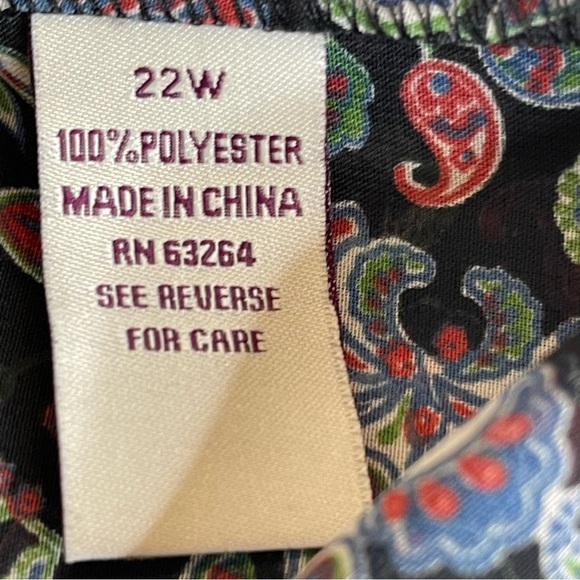 22W
100%POLYESTER
MADE IN CHINA
RN 63264
SEE REVERSE
FOR CARE